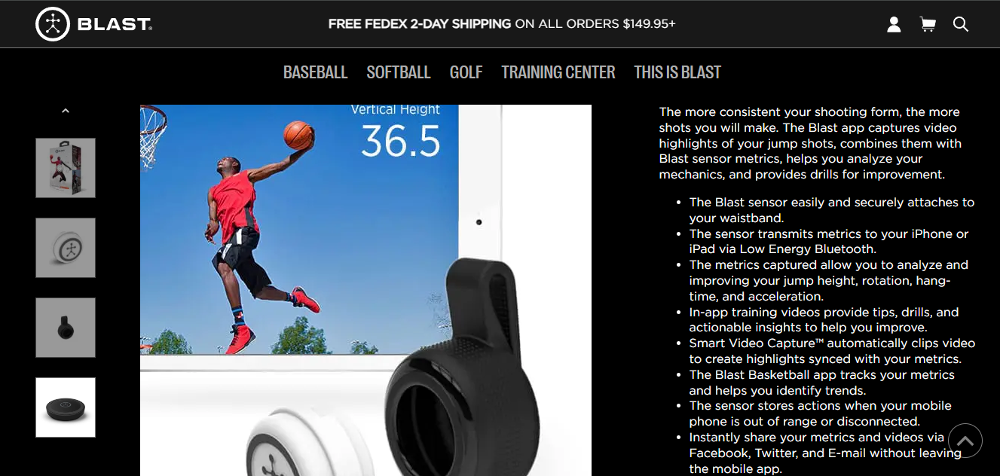 BLAST
FREE FEDEX 2-DAY SHIPPING ON ALL ORDERS $149.95+
BASEBALL SOFTBALL GOLF TRAINING CENTER THIS IS BLAST
Vertical Height
36.5
The more consistent your shooting form, the more
shots you will make. The Blast app captures video
highlights of your jump shots, combines them with
Blast sensor metrics, helps you analyze your
mechanics, and provides drills for improvement.
• The Blast sensor easily and securely attaches to
your waistband.
• The sensor transmits metrics to your iPhone or
iPad via Low Energy Bluetooth.
• The metrics captured allow you to analyze and
improving your jump height, rotation, hang-
time, and acceleration.
• In-app training videos provide tips, drills, and
actionable insights to help you improve.
• Smart Video Capture™ automatically clips video
to create highlights synced with your metrics.
• The Blast Basketball app tracks your metrics
and helps you identify trends.
• The sensor stores actions when your mobile
phone is out of range or disconnected.
• Instantly share your metrics and videos via
Facebook, Twitter, and E-mail without leaving
the mobile app.